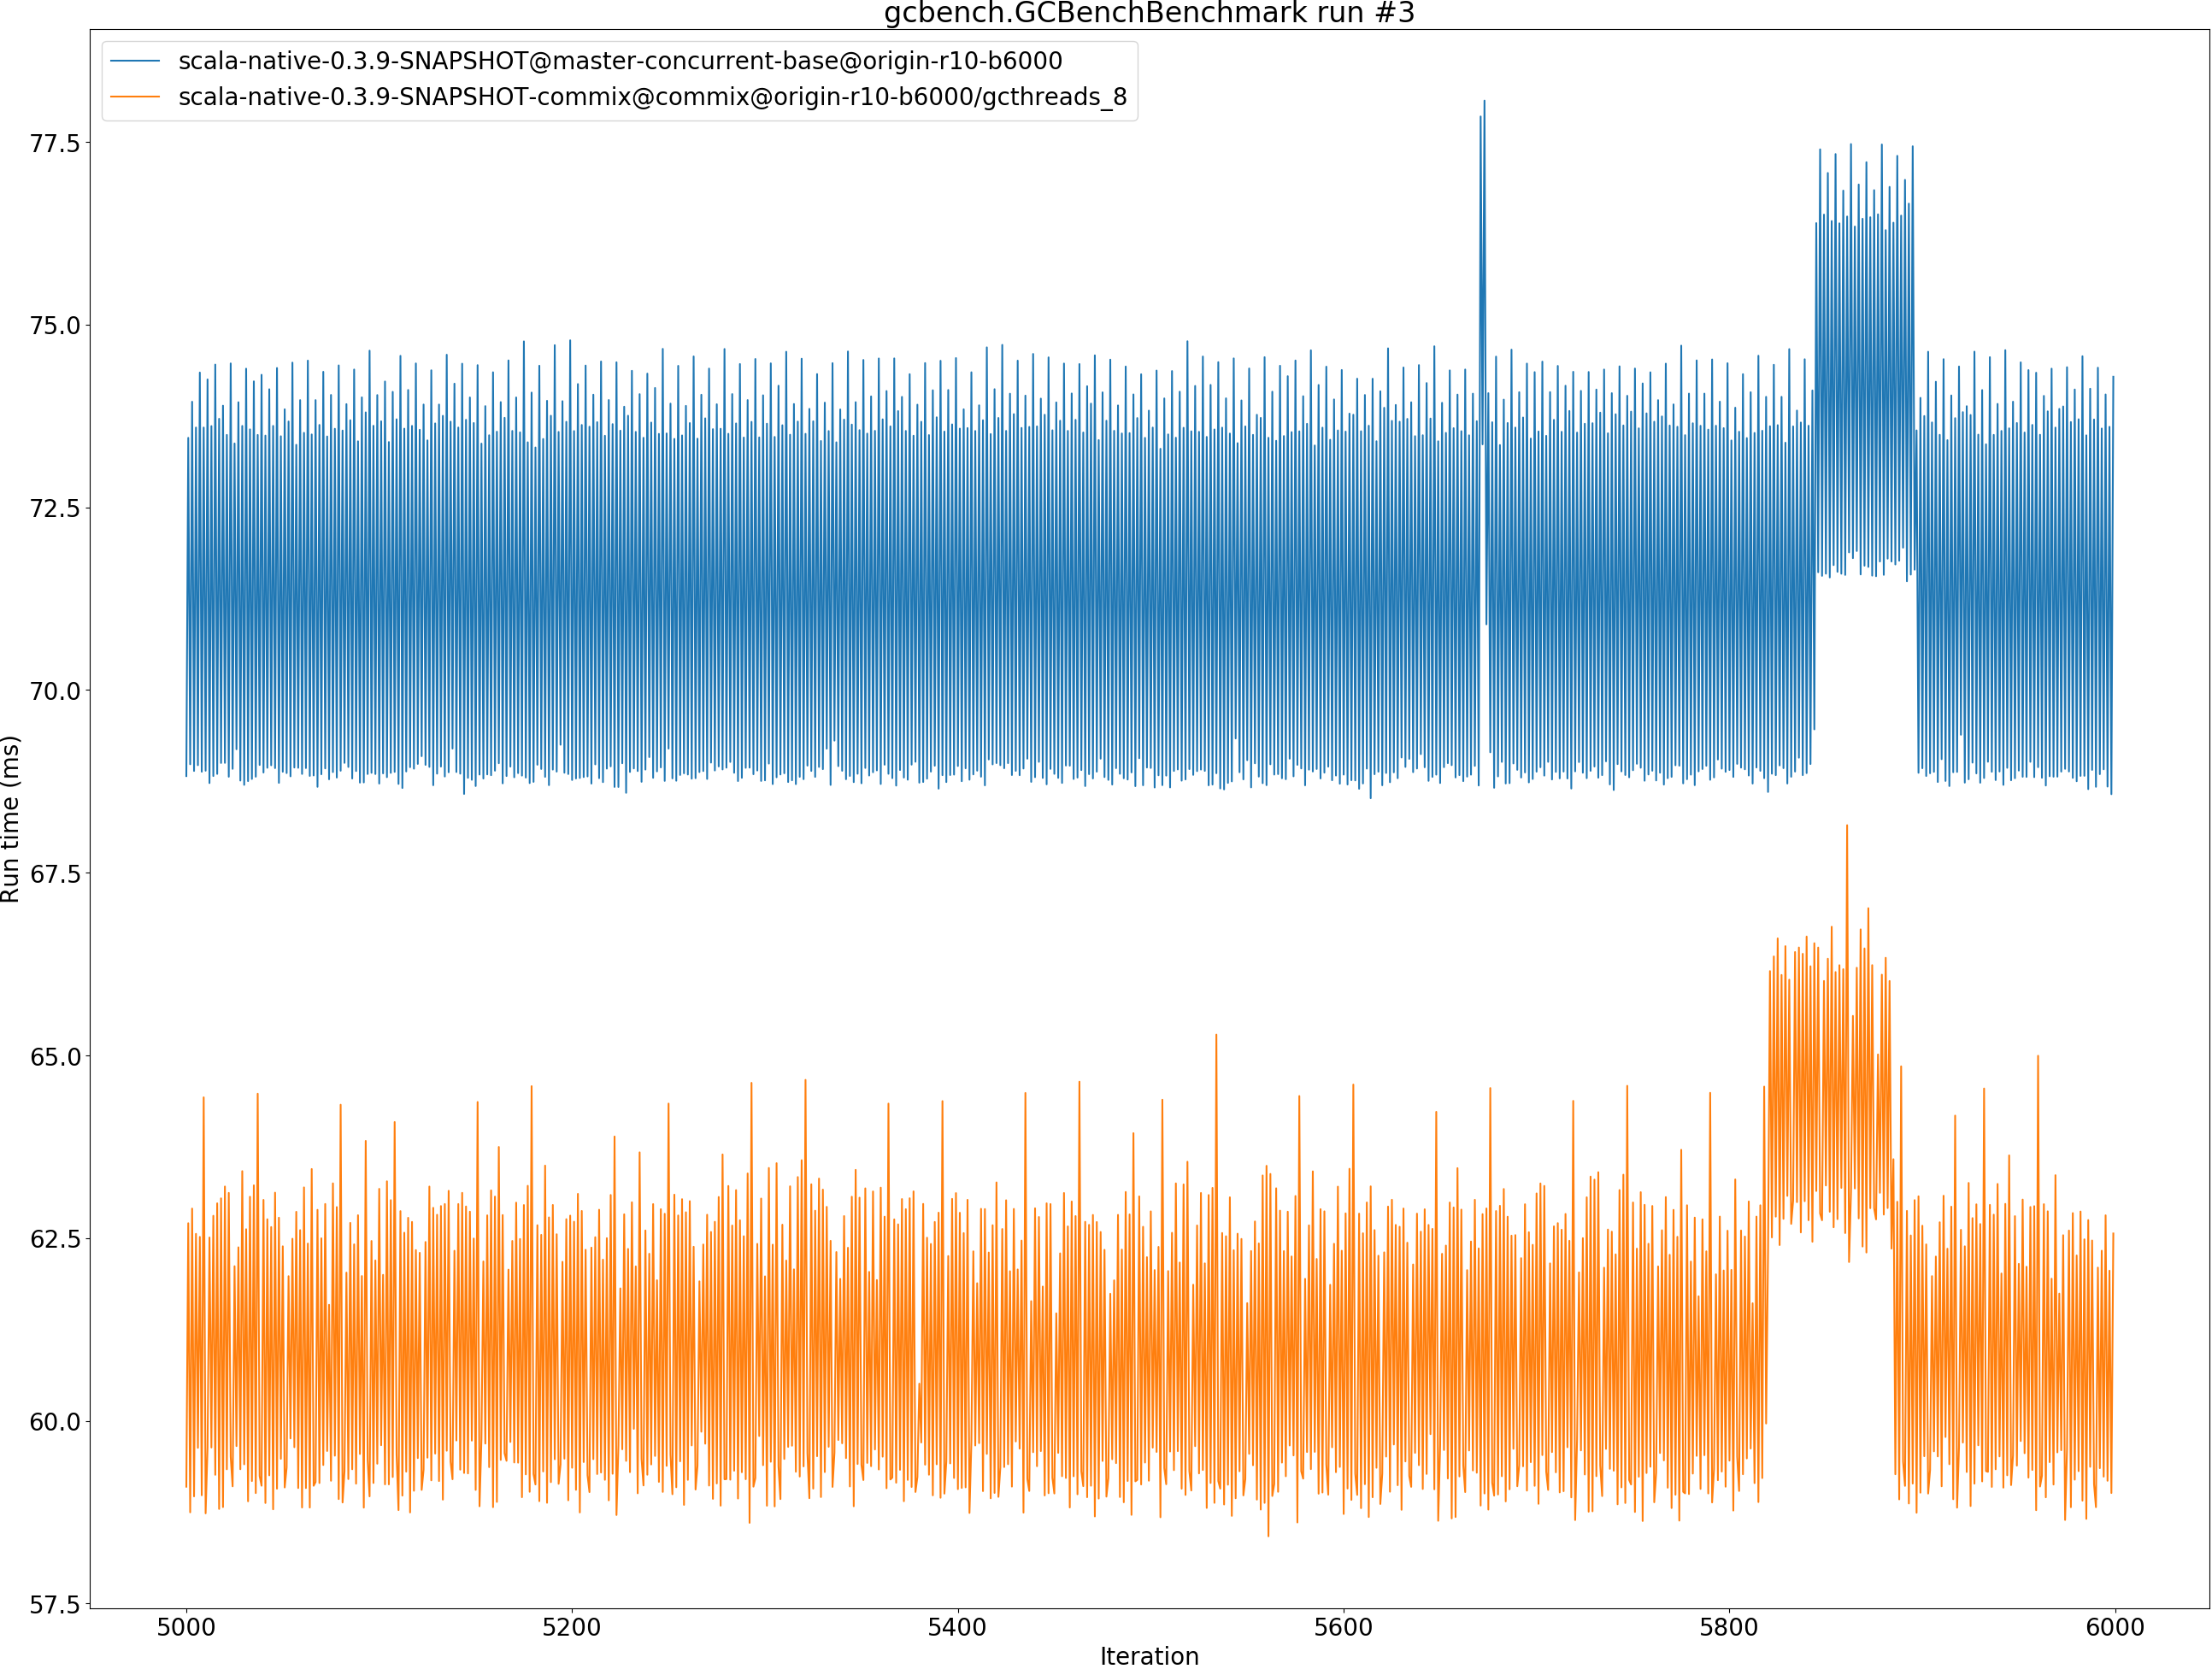 gcbench.GCBenchBenchmark run #3
scala-native-0.3.9-SNAPSHOT@master-concurrent-base@origin-r10-b6000
scala-native-0.3.9-SNAPSHOT-commix@commix@origin-r10-b6000/gcthreads_8
77.5
75.0
72.5
70.0
67.5
65.0
62.5
60.0
57.5
Run time (ms)
5000 5200 5400 5600 5800 6000
Iteration